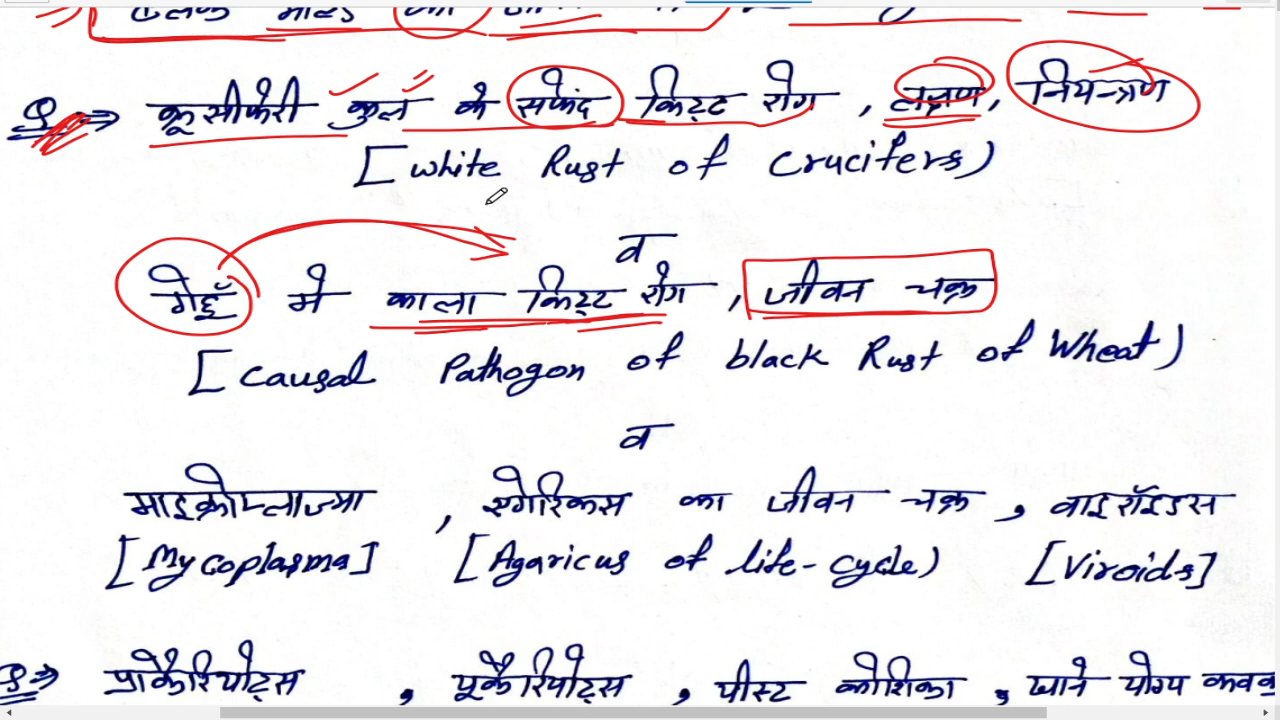 क्रूसीफेरी कुल के सफेद किट्ट रोग, लक्षण, नियन्त्रण
[White Rust of Crucifers)
व
गेहूँ मे काला किट्ट रोग, जीवन चक्र
[Causal Pathogon of black Rust of Wheat)
व
माइक्रोप्लाज्मा, एगेरिकस का जीवन चक्र, वाइरॉइडस
[Mycoplasma] [Agaricus of life-cycle) [Viroids]
प्रोकैरियोट्स, यूकैरियोट्स, यीस्ट कोशिका, खाने योग्य कवक